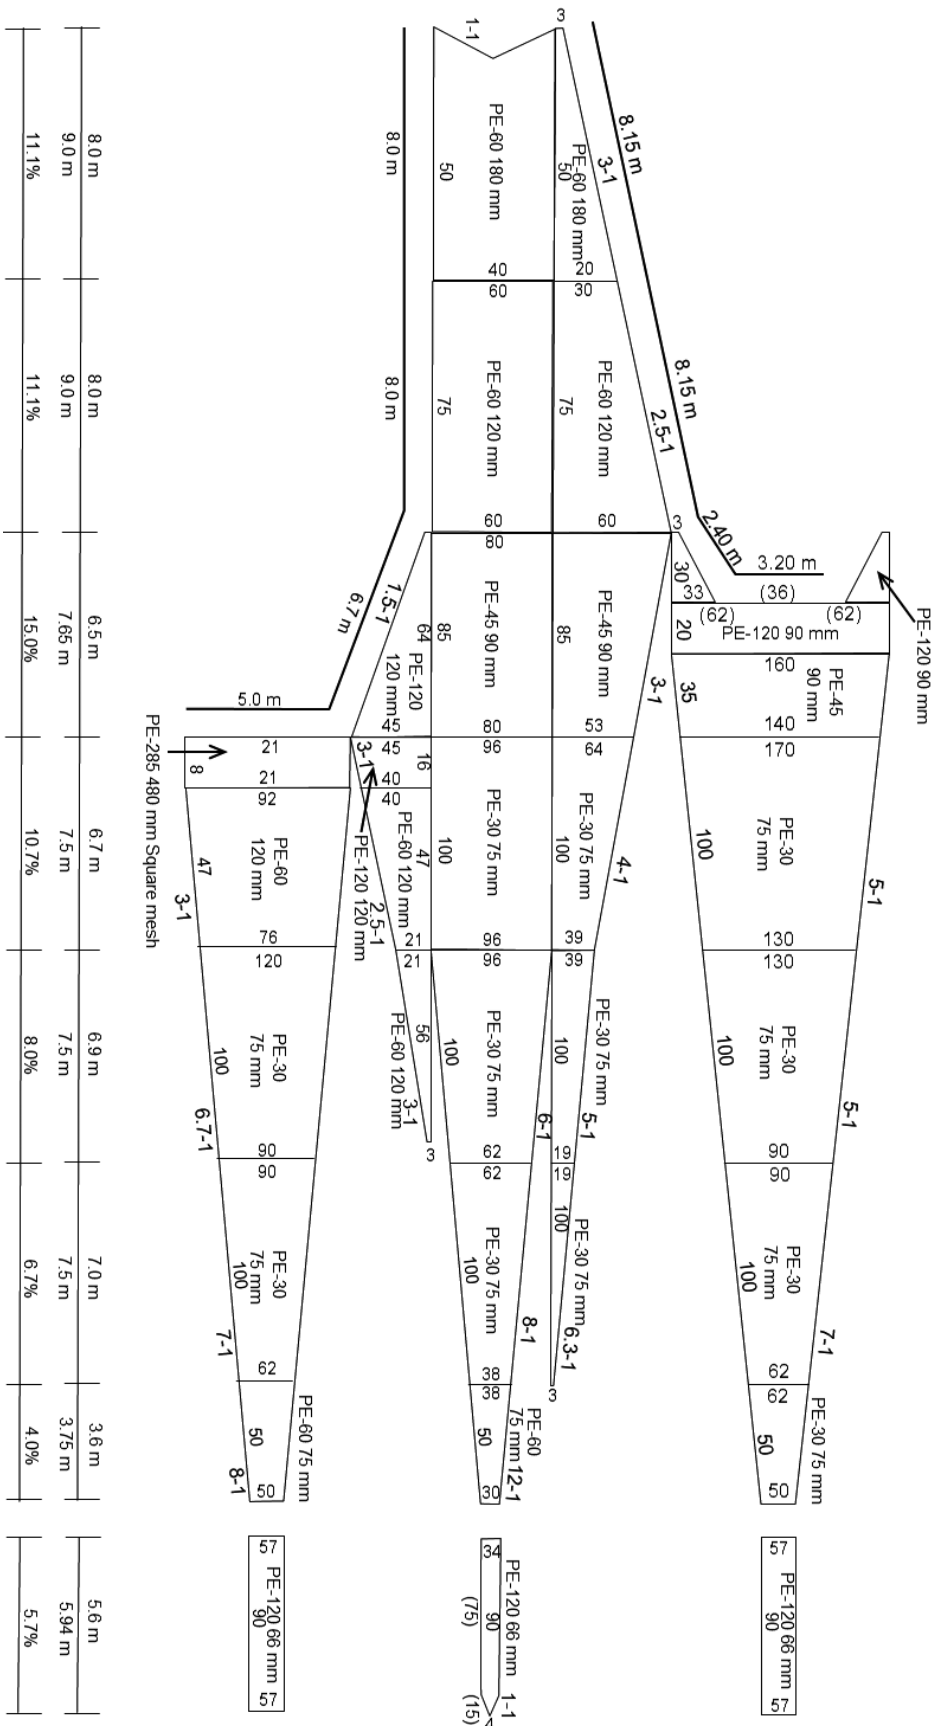 3
1-1
8.15 m
3-1
PE-60 180 mm
50
PE-60 180 mm
50
8.0 m
8.0 m
9.0 m
11.1%
40
20
60
30
8.15 m
2.5-1
PE-60 120 mm
75
PE-60 120 mm
75
8.0 m
8.0 m
9.0 m
11.1%
60
60
3
2.40 m
3.20 m
80
30
33
(36)
(62)
(62)
PE-120 90 mm
PE-120 90 mm
20
1.5-1
6.7 m
64
85
PE-45 90 mm
85
PE-45 90 mm
3-1
35
160
PE-45
90 mm
140
PE-120
120 mm
6.5 m
7.65 m
15.0%
5.0 m
45
80
53
170
21
45
96
64
3-1
16
8
21
40
92
40
PE-285 480 mm Square mesh
PE-120 120 mm
PE-60
120 mm
47
3-1
PE-60 120 mm
47
2.5-1
100
PE-30 75 mm
100
PE-30 75 mm
4-1
100
PE-30
75 mm
5-1
6.7 m
7.5 m
10.7%
76
21
96
39
130
120
21
96
39
130
PE-30
75 mm
100
6.7-1
56
PE-60 120 mm
3-1
3
100
PE-30 75 mm
6-1
100
PE-30 75 mm
5-1
100
PE-30
75 mm
5-1
6.9 m
7.5 m
8.0%
90
62
19
90
90
62
19
90
PE-30
75 mm
100
7-1
PE-30 75 mm
100
8-1
100
PE-30 75 mm
6.3-1
3
PE-30
75 mm
100
7-1
7.0 m
7.5 m
6.7%
62
38
62
38
62
PE-60 75 mm
50
8-1
50
PE-60
75 mm
50
12-1
30
PE-30 75 mm
50
50
3.6 m
3.75 m
4.0%
57
34
57
PE-120 66 mm
90
PE-120 66 mm
90
(75)
1-1
(15)
PE-120 66 mm
90
57
57
5.6 m
5.94 m
5.7%